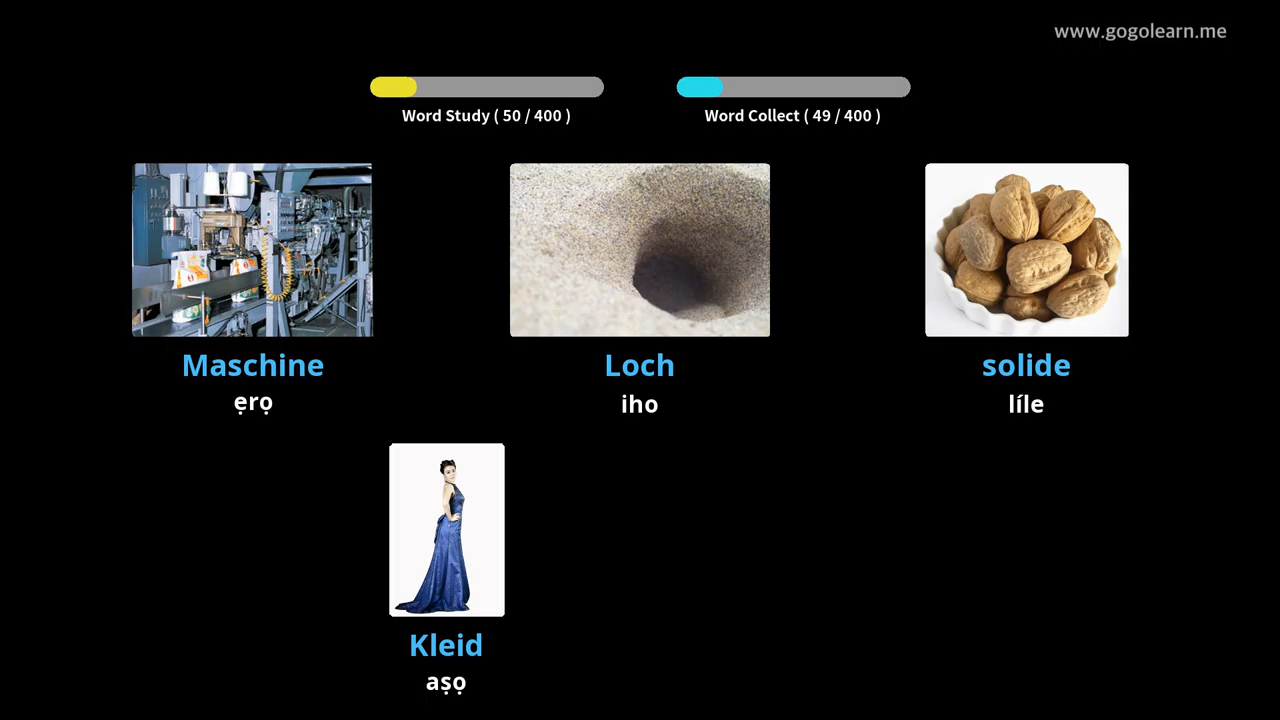 www.gogolearn.me
Word Study ( 50 / 400 )
Word Collect ( 49 / 400 )
Maschine
ẹrọ
Loch
iho
solide
líle
Kleid
aṣọ